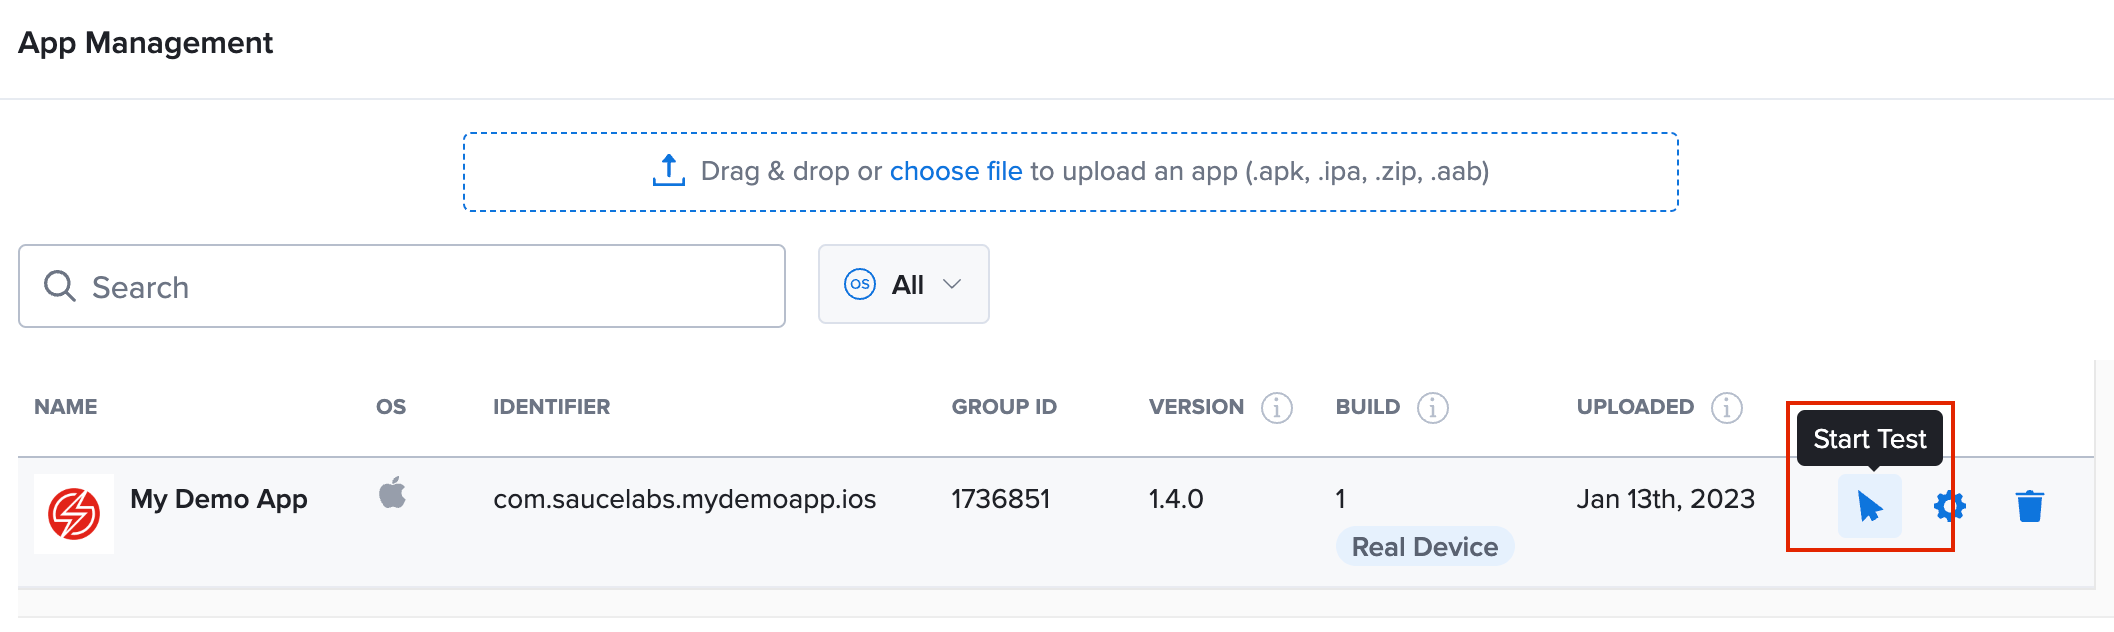 App Management
Drag & drop or choose file to upload an app (.apk, .ipa, .zip, .aab)
Search
OS All
NAME OS IDENTIFIER GROUP ID VERSION i BUILD i UPLOADED i
Start Test
My Demo App com.saucelabs.mydemoapp.ios 1736851 1.4.0 1 Jan 13th, 2023
Real Device